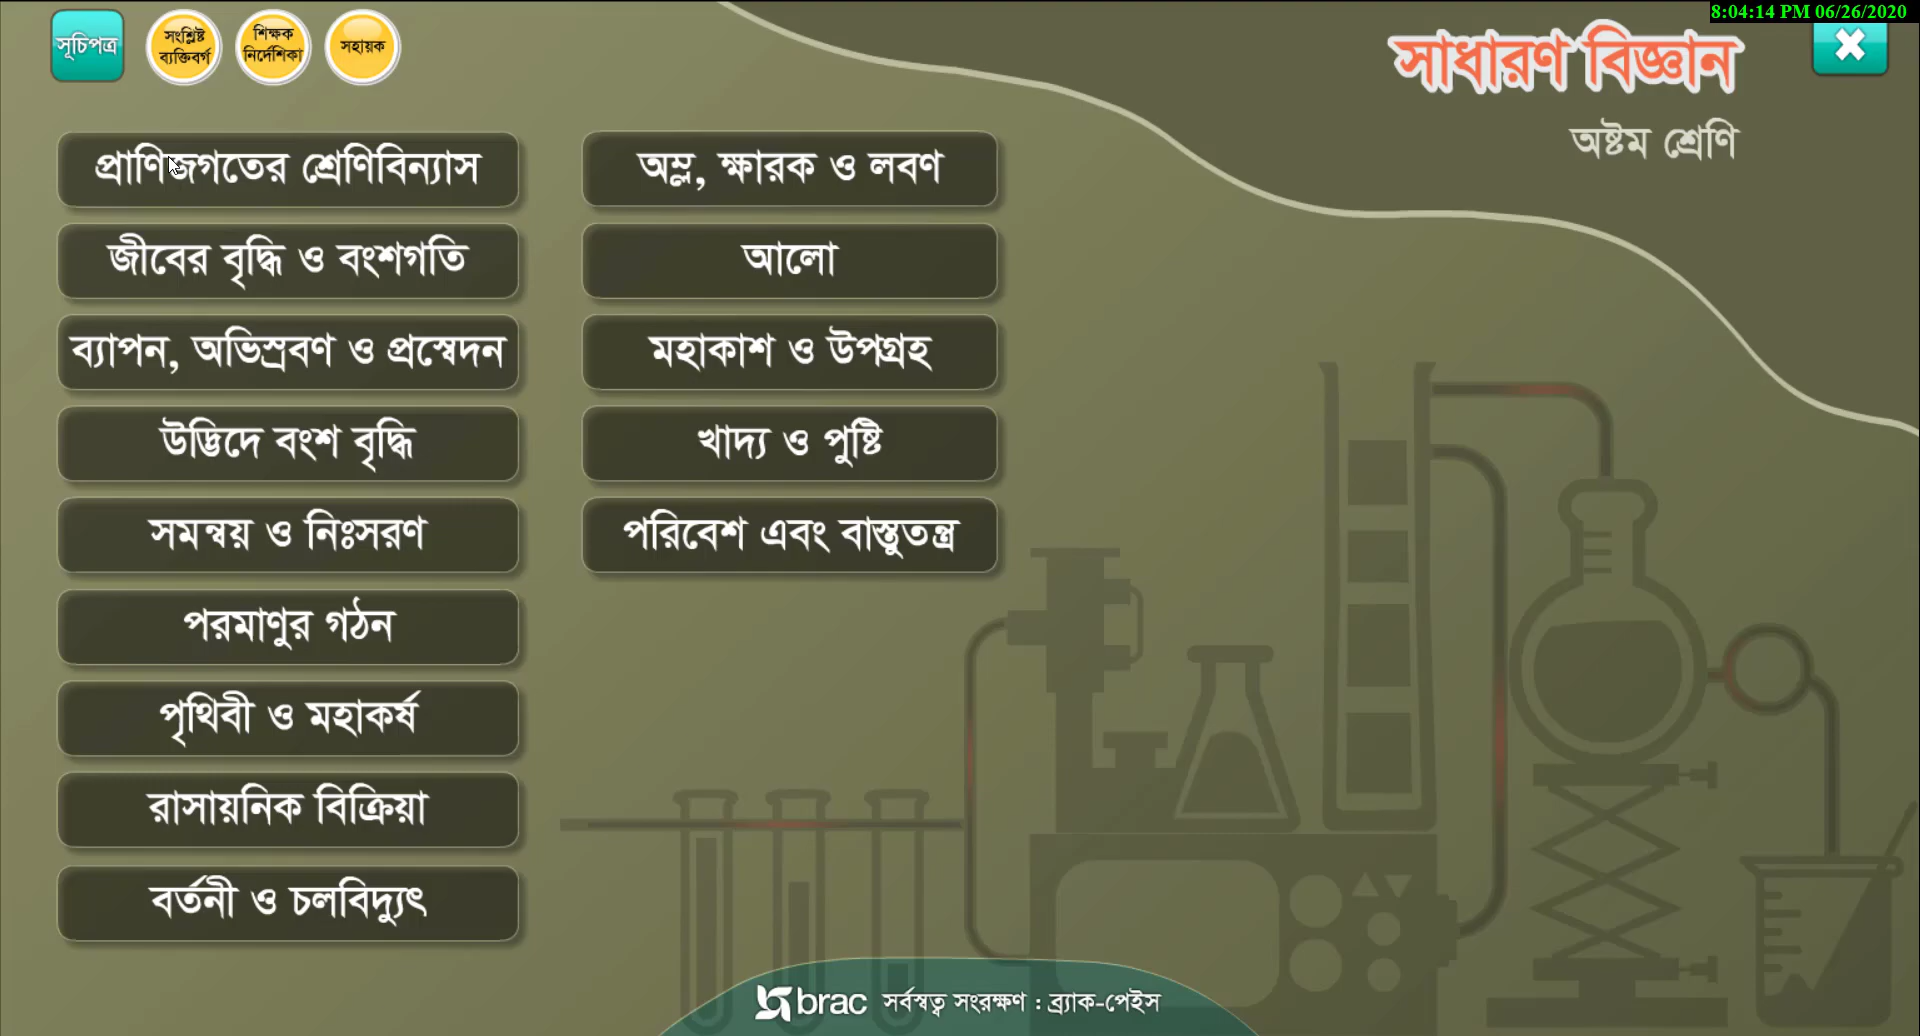 8:04:14 PM 06/26/2020
সূচিপত্র
সংশ্লিষ্ট
ব্যক্তিবর্গ
শিক্ষক
নির্দেশিকা
সহায়ক
সাধারণ বিজ্ঞান
অষ্টম শ্রেণি
প্রাণিজগতের শ্রেণিবিন্যাস
জীবের বৃদ্ধি ও বংশগতি
ব্যাপন, অভিস্রবণ ও প্রস্বেদন
উদ্ভিদে বংশ বৃদ্ধি
সমন্বয় ও নিঃসরণ
পরমাণুর গঠন
পৃথিবী ও মহাকর্ষ
রাসায়নিক বিক্রিয়া
বর্তনী ও চলবিদ্যুৎ
অম্ল, ক্ষারক ও লবণ
আলো
মহাকাশ ও উপগ্রহ
খাদ্য ও পুষ্টি
পরিবেশ এবং বাস্তুতন্ত্র
brac সর্বস্বত্ব সংরক্ষণ : ব্র্যাক-পেইস